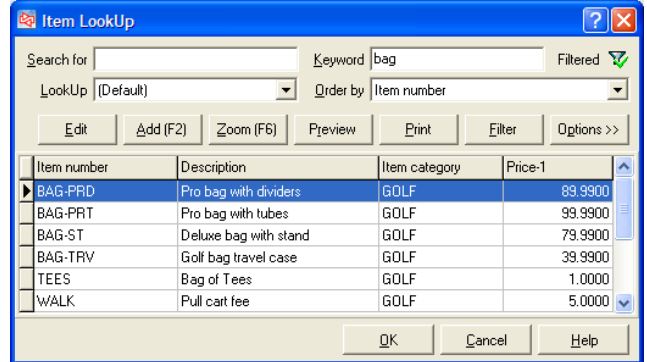 Item LookUp
Search for Keyword bag Filtered
LookUp (Default) Order by Item number
Edit Add (F2) Zoom (F6) Preview Print Filter Options >>
Item number Description Item category Price-1
BAG-PRD Pro bag with dividers GOLF 89.9900
BAG-PRT Pro bag with tubes GOLF 99.9900
BAG-ST Deluxe bag with stand GOLF 79.9900
BAG-TRV Golf bag travel case GOLF 39.9900
TEES Bag of Tees GOLF 1.0000
WALK Pull cart fee GOLF 5.0000
OK Cancel Help